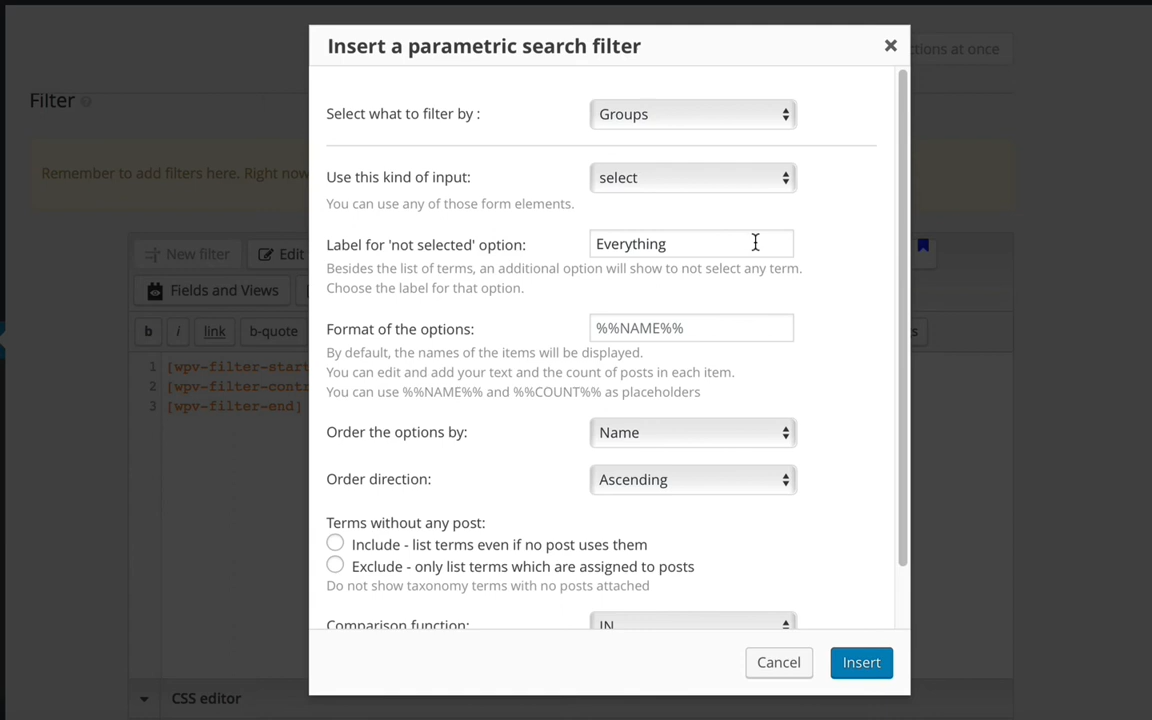 Insert a parametric search filter
ctions at once
Filter
Select what to filter by :
Groups
Remember to add filters here. Right now
Use this kind of input:
select
You can use any of those form elements.
New filter
Edit
Label for 'not selected' option:
Everything
Besides the list of terms, an additional option will show to not select any term.
Choose the label for that option.
Fields and Views
b
i
link
b-quote
s
Format of the options:
%%NAME%%
By default, the names of the items will be displayed.
You can edit and add your text and the count of posts in each item.
You can use %%NAME%% and %%COUNT%% as placeholders
1 [wpv-filter-start
2 [wpv-filter-contr
3 [wpv-filter-end]
Order the options by:
Name
Order direction:
Ascending
Terms without any post:
Include - list terms even if no post uses them
Exclude - only list terms which are assigned to posts
Do not show taxonomy terms with no posts attached
Comparison function:
IN
Cancel
Insert
CSS editor